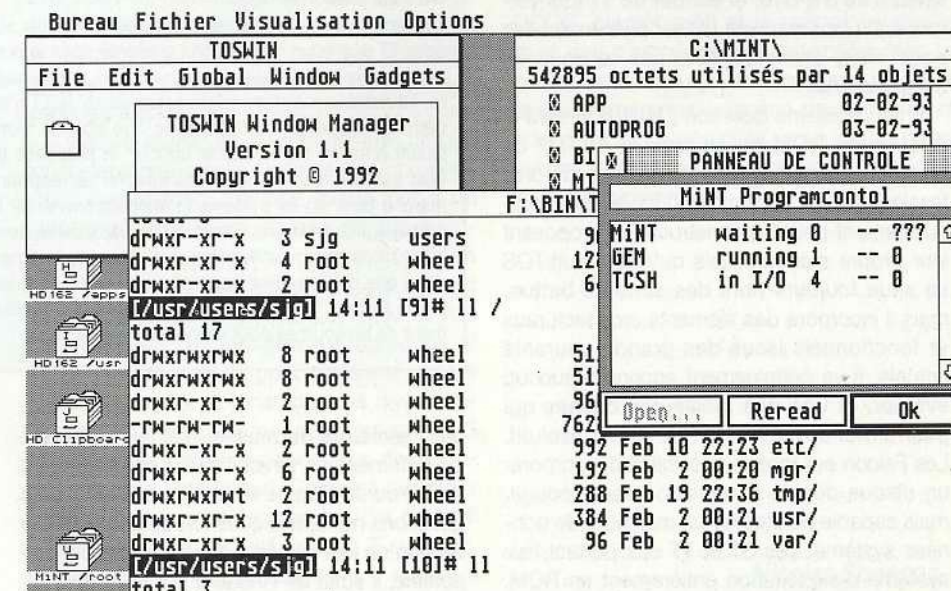 Bureau Fichier Visualisation Options
TOSWIN
File Edit Global Window Gadgets
TOSWIN Window Manager
Version 1.1
Copyright © 1992
C:\MINT\
542895 octets utilisés par 14 objets
APP 02-02-93
AUTOPROG 03-02-93
BI
MI
PANNEAU DE CONTROLE
F:\BIN\T
MiNT Programcontol
MiNT waiting 0 ???
GEM running 1 0
TCSH in I/O 4 1
Open...
Reread
Ok
drwxr-xr-x 3 sjg users
drwxr-xr-x 4 root wheel
drwxr-xr-x 2 root wheel
[/usr/users/sjg] 14:11 [9]# ll /
total 17
drwxrwxrwx 8 root wheel
drwxrwxrwx 8 root wheel
drwxr-xr-x 2 root wheel
-rw-rw-rw- 1 root wheel
drwxr-xr-x 2 root wheel
drwxr-xr-x 6 root wheel
drwxrwxrwt 2 root wheel
drwxr-xr-x 12 root wheel
drwxr-xr-x 3 root wheel
[/usr/users/sjg] 14:11 [10]# ll
total 3
992 Feb 10 22:23 etc/
192 Feb 2 00:20 mgr/
288 Feb 19 22:36 tmp/
384 Feb 2 00:21 usr/
96 Feb 2 00:21 var/
HD162 /apps
HD162 /usr
HD Clipboard
MiNT /root